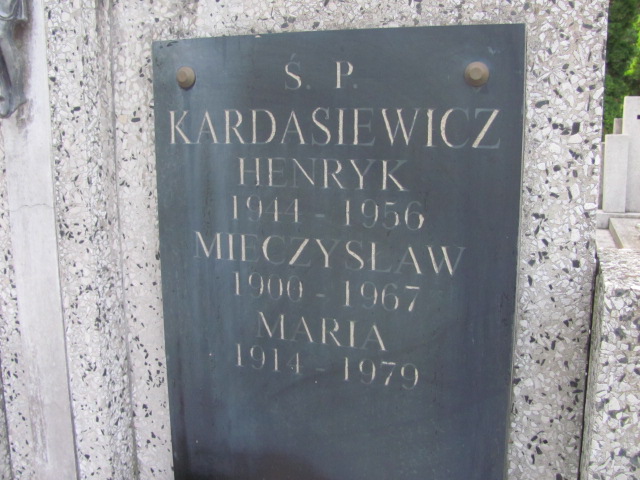 Ś. P.
KARDASIEWICZ
HENRYK
1944 - 1956
MIECZYSŁAW
1900 - 1967
MARIA
1914 - 1979